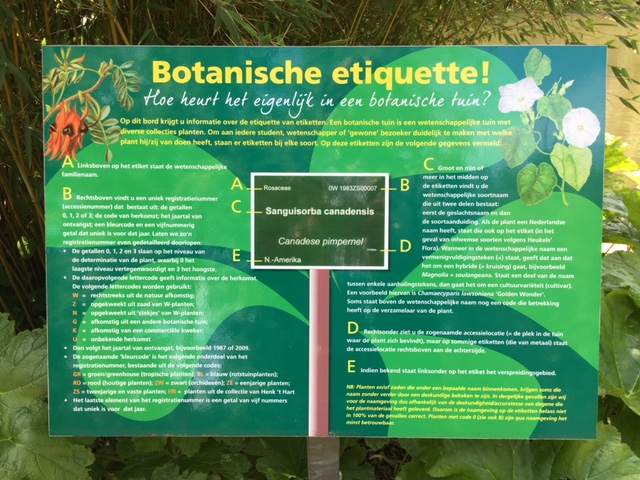 Botanische etiquette!
Hoe heurt het eigenlijk in een botanische tuin?
Op dit bord krijgt u informatie over de etiquette van etiketten. Een botanische tuin is een wetenschappelijke tuin met
diverse collecties planten. Om aan iedere student, wetenschapper of 'gewone' bezoeker duidelijk te maken met welke
plant hij/zij van doen heeft, staan er etiketten bij elke soort. Op deze etiketten zijn de volgende gegevens vermeld:
A Linksboven op het etiket staat de wetenschappelijke
familienaam.
B Rechtsboven vindt u een uniek registratienummer
(accessienummer) dat bestaat uit; de getallen
0, 1, 2 of 3; de code van herkomst; het jaartal van
ontvangst; een kleurcode en een vijfnummerig
getal dat uniek is voor dat jaar. Laten we zo'n
registratienummer even gedetailleerd doorlopen:
• De getallen 0, 1, 2 en 3 slaan op het niveau van
de determinatie van de plant, waarbij 0 het
laagste niveau vertegenwoordigt en 3 het hoogste.
• De daaropvolgende lettercode geeft informatie over de herkomst.
De volgende lettercodes worden gebruikt:
W = rechtstreeks uit de natuur afkomstig;
Z = opgekweekt uit zaad van W-planten;
N = opgekweekt uit 'stekjes' van W-planten;
G = afkomstig uit een andere botanische tuin;
K = afkomstig van een commerciële kweker;
U = onbekende herkomst
• Dan volgt het jaartal van ontvangst, bijvoorbeeld 1987 of 2009.
• De zogenaamde 'kleurcode' is het volgende onderdeel van het
registratienummer, bestaande uit de volgende codes:
GR = groen/greenhouse (tropische planten); BL = blauw (rotstuinplanten);
RD = rood (houtige planten); ZW = zwart (orchideeën); ZE = eenjarige planten;
ZS = tweejarige en vaste planten; HR = planten uit de collectie van Henk 't Hart
• Het laatste element van het registratienummer is een getal van vijf nummers
dat uniek is voor dat jaar.
A
C
E
Rosaceae 0W 1983ZS00007
Sanguisorba canadensis
Canadese pimpernel
N.-Amerika
B
D
C Groot en min of
meer in het midden op
de etiketten vindt u de
wetenschappelijke soortnaam
die uit twee delen bestaat:
eerst de geslachtsnaam en dan
de soortaanduiding. Als de plant een Nederlandse
naam heeft, staat die ook op het etiket (in het
geval van inheemse soorten volgens Heukels'
Flora). Wanneer in de wetenschappelijke naam een
vermenigvuldigingsteken (×) staat, geeft dat aan dat
het om een hybride (= kruising) gaat, bijvoorbeeld
Magnolia × soulangeana. Staat een deel van de naam
tussen enkele aanhalingstekens, dan gaat het om een cultuurvariëteit (cultivar).
Een voorbeeld hiervan is Chamaecyparis lawsoniana 'Golden Wonder'.
Soms staat boven de wetenschappelijke naam nog een code die betrekking
heeft op de verzamelaar van de plant.
D Rechtsonder ziet u de zogenaamde accessielocatie (= de plek in de tuin
waar de plant zich bevindt), maar op sommige etiketten (die van metaal) staat
de accessielocatie rechtsboven aan de achterzijde.
E Indien bekend staat linksonder op het etiket het verspreidingsgebied.
NB: Planten en/of zaden die onder een bepaalde naam binnenkomen, krijgen soms die
naam zonder verder door een deskundige bekeken te zijn. In dergelijke gevallen zijn wij
voor de naamgeving dus afhankelijk van de deskundigheid/accuratesse van degene die
het plantmateriaal heeft geleverd. Daarom is de naamgeving op de etiketten helaas niet
in 100% van de gevallen correct. Planten met code 0 (zie ook B) zijn qua naamgeving het
minst betrouwbaar.